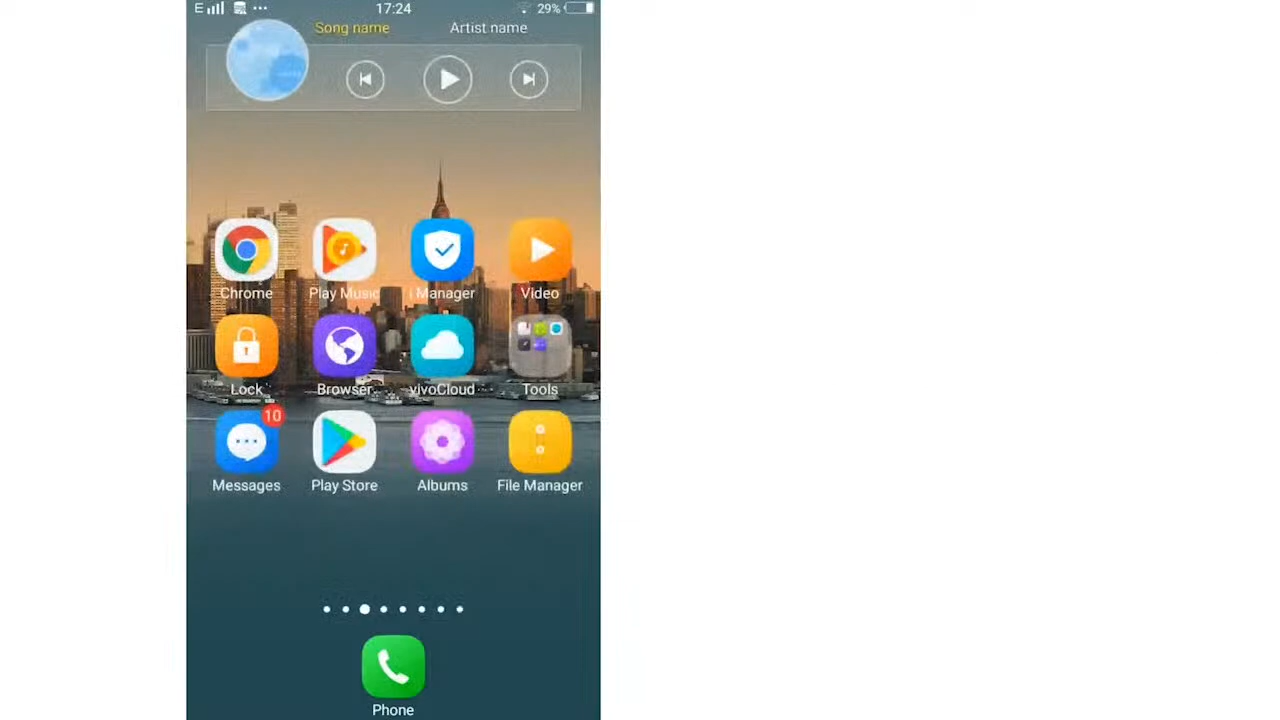 E 17:24 29%
Song name Artist name
Chrome Play Music i Manager Video
Lock Browser vivoCloud Tools
10
Messages Play Store Albums File Manager
Phone